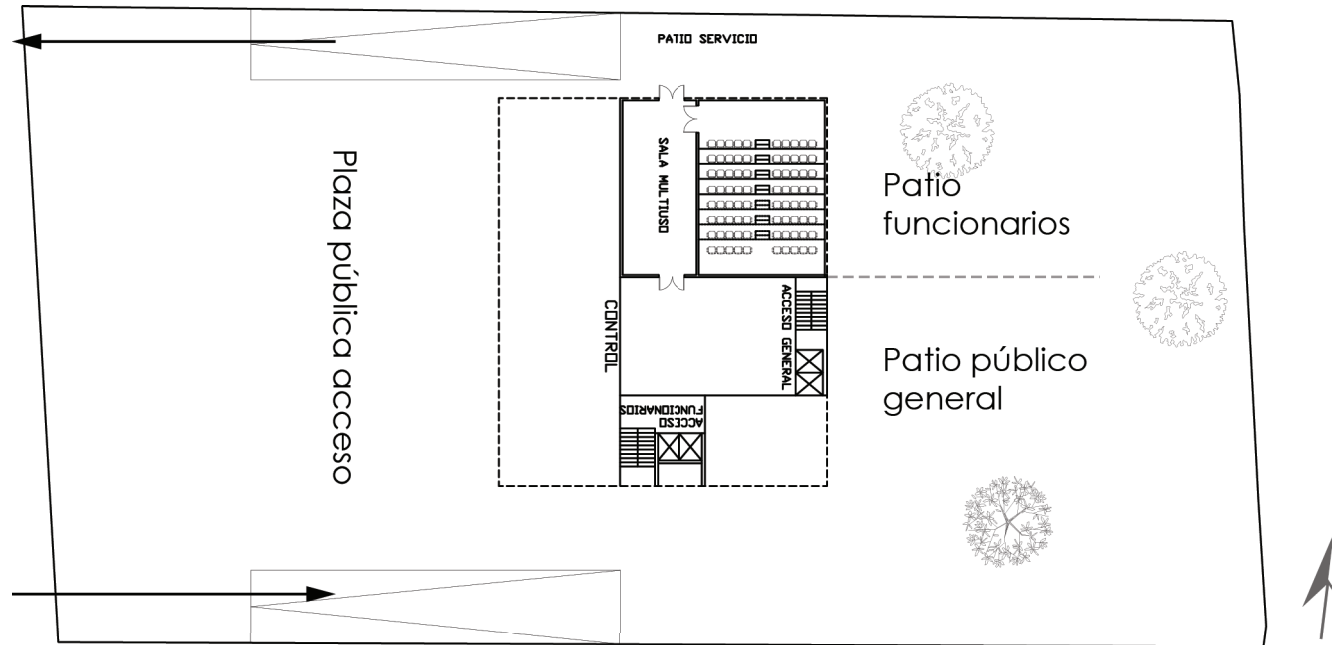 PATIO SERVICIO
Plaza pública acceso
SALA MULTIUSO
Patio
funcionarios
CONTROL
ACCESO GENERAL
Patio público
general
ACCESO
FUNCIONARIOS